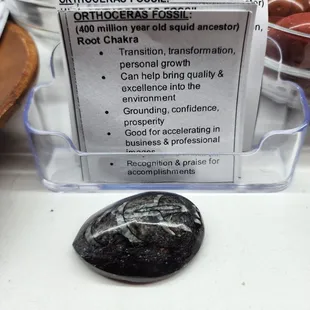 ORTHOCERAS FOSSIL:
(400 million year old squid ancestor)
Root Chakra
• Transition, transformation,
personal growth
• Can help bring quality &
excellence into the
environment
• Grounding, confidence,
prosperity
• Good for accelerating in
business & professional
images
• Recognition & praise for
accomplishments